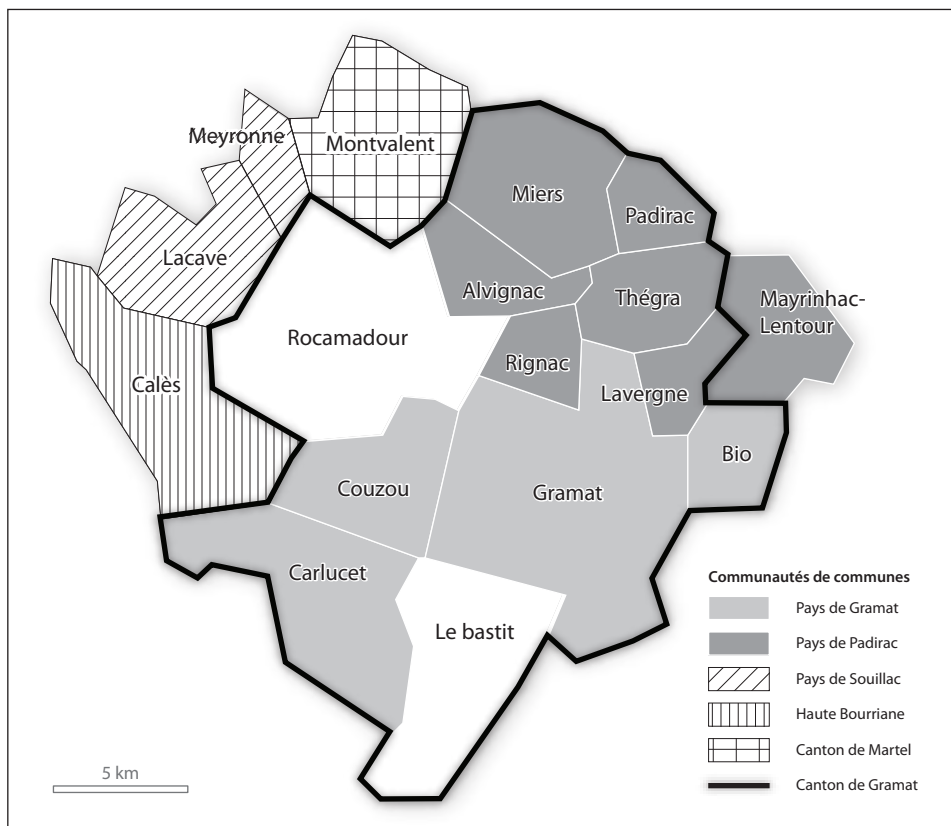 Meyronne
Montvalent
Miers
Padirac
Lacave
Alvignac
Thégra
Mayrinhac-
Lentour
Rocamadour
Rignac
Calès
Lavergne
Bio
Couzou
Gramat
Carlucet
Le bastit
Communautés de communes
Pays de Gramat
Pays de Padirac
Pays de Souillac
Haute Bourriane
Canton de Martel
Canton de Gramat
5 km